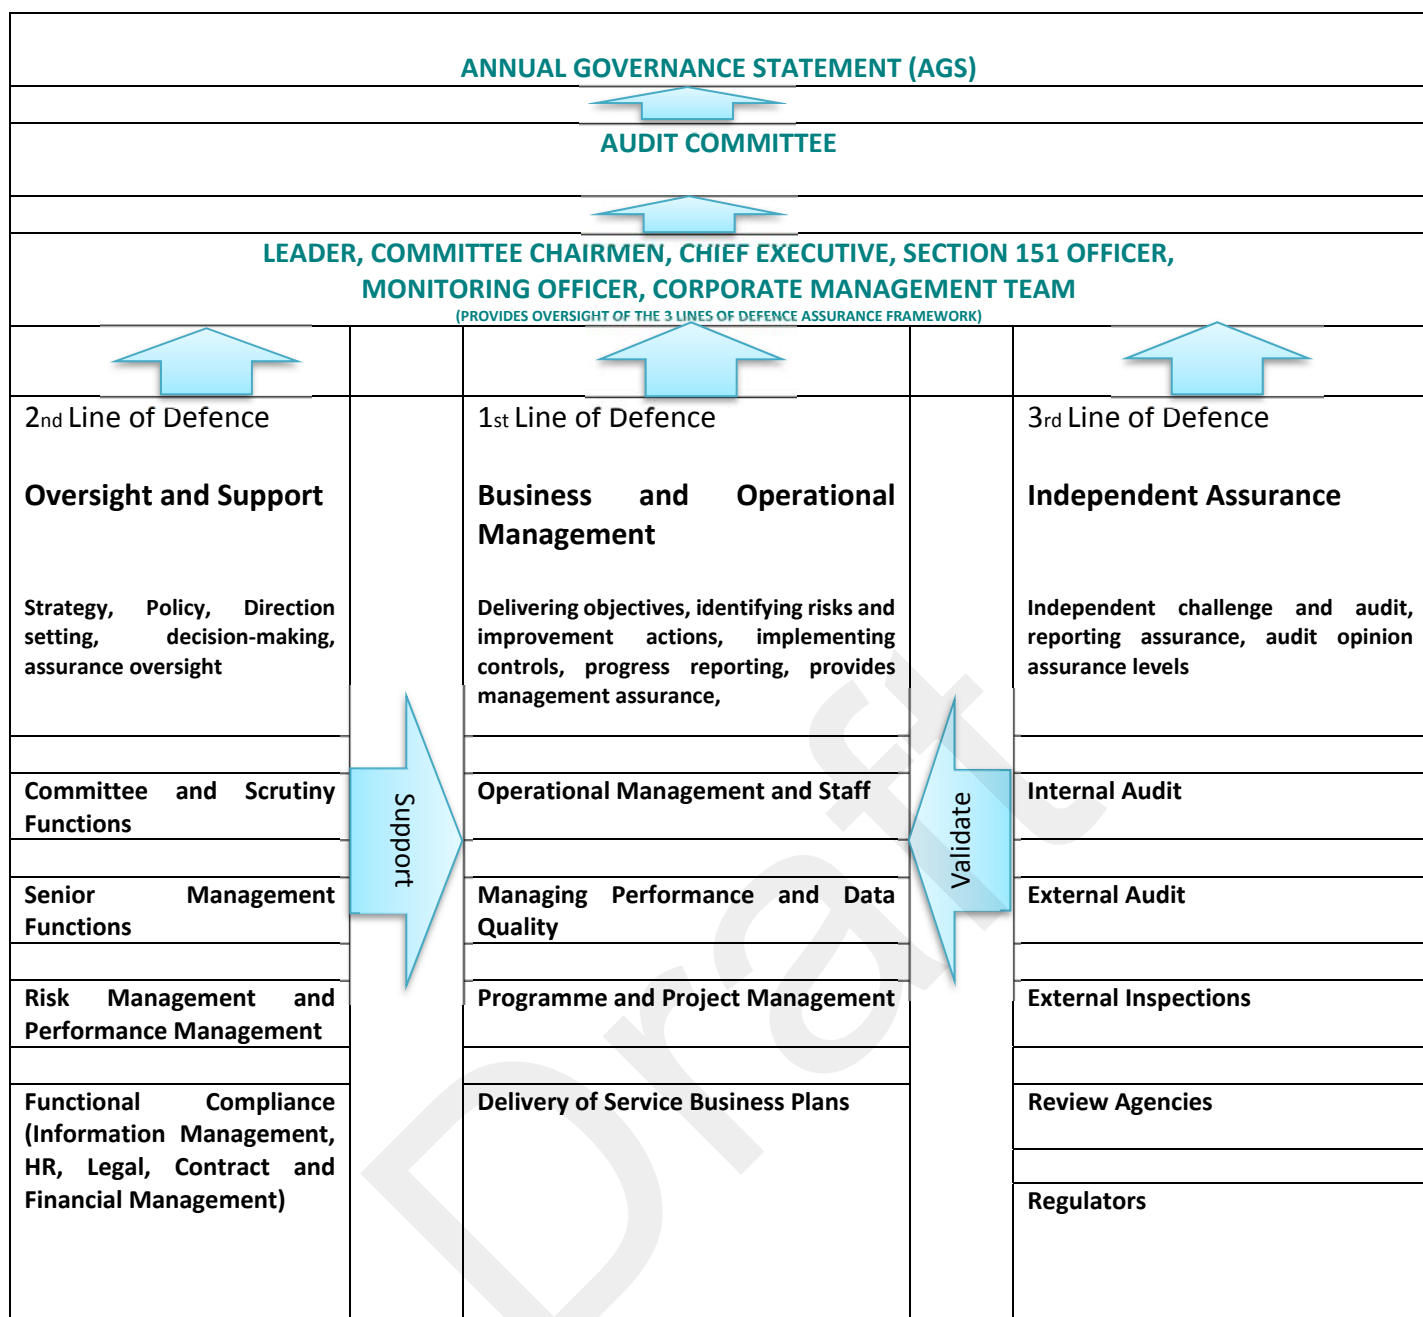 ANNUAL GOVERNANCE STATEMENT (AGS)
AUDIT COMMITTEE
LEADER, COMMITTEE CHAIRMEN, CHIEF EXECUTIVE, SECTION 151 OFFICER,
MONITORING OFFICER, CORPORATE MANAGEMENT TEAM
(PROVIDES OVERSIGHT OF THE 3 LINES OF DEFENCE ASSURANCE FRAMEWORK)
2nd Line of Defence
Oversight and Support
Strategy, Policy, Direction
setting, decision-making,
assurance oversight
Committee and Scrutiny
Functions
Senior Management
Functions
Risk Management and
Performance Management
Functional Compliance
(Information Management,
HR, Legal, Contract and
Financial Management)
Support
1st Line of Defence
Business and Operational
Management
Delivering objectives, identifying risks and
improvement actions, implementing
controls, progress reporting, provides
management assurance,
Operational Management and Staff
Managing Performance and Data
Quality
Programme and Project Management
Delivery of Service Business Plans
Validate
3rd Line of Defence
Independent Assurance
Independent challenge and audit,
reporting assurance, audit opinion
assurance levels
Internal Audit
External Audit
External Inspections
Review Agencies
Regulators
Draft